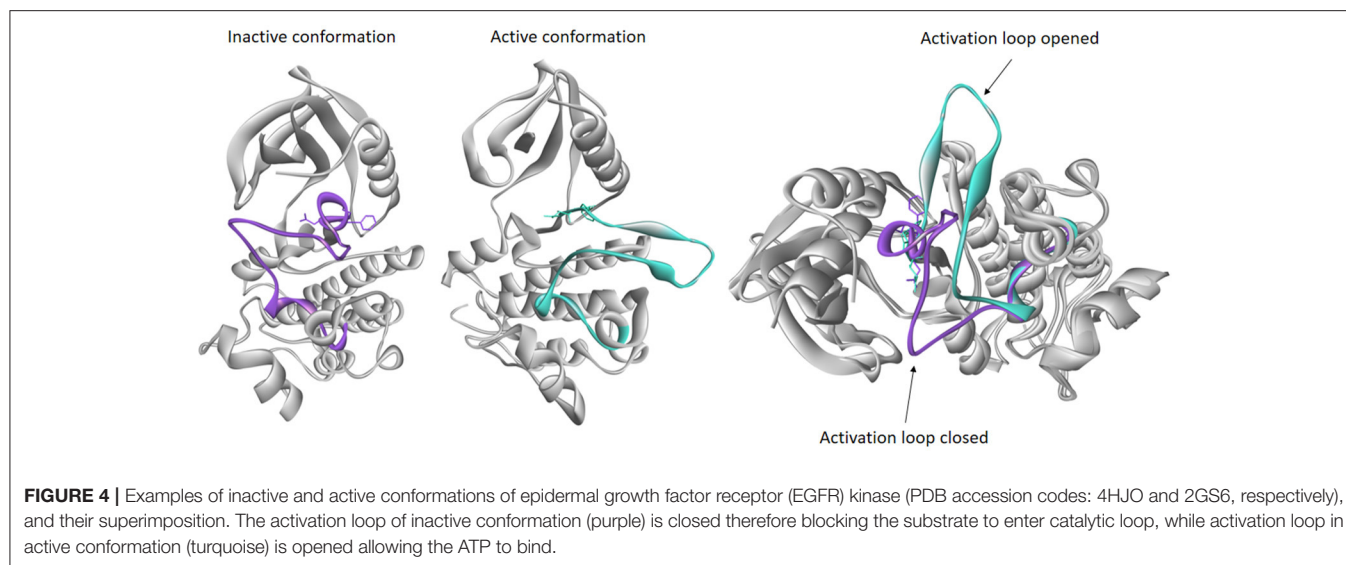 Inactive conformation
Active conformation
Activation loop opened
Activation loop closed
FIGURE 4 | Examples of inactive and active conformations of epidermal growth factor receptor (EGFR) kinase (PDB accession codes: 4HJO and 2GS6, respectively),
and their superimposition. The activation loop of inactive conformation (purple) is closed therefore blocking the substrate to enter catalytic loop, while activation loop in
active conformation (turquoise) is opened allowing the ATP to bind.